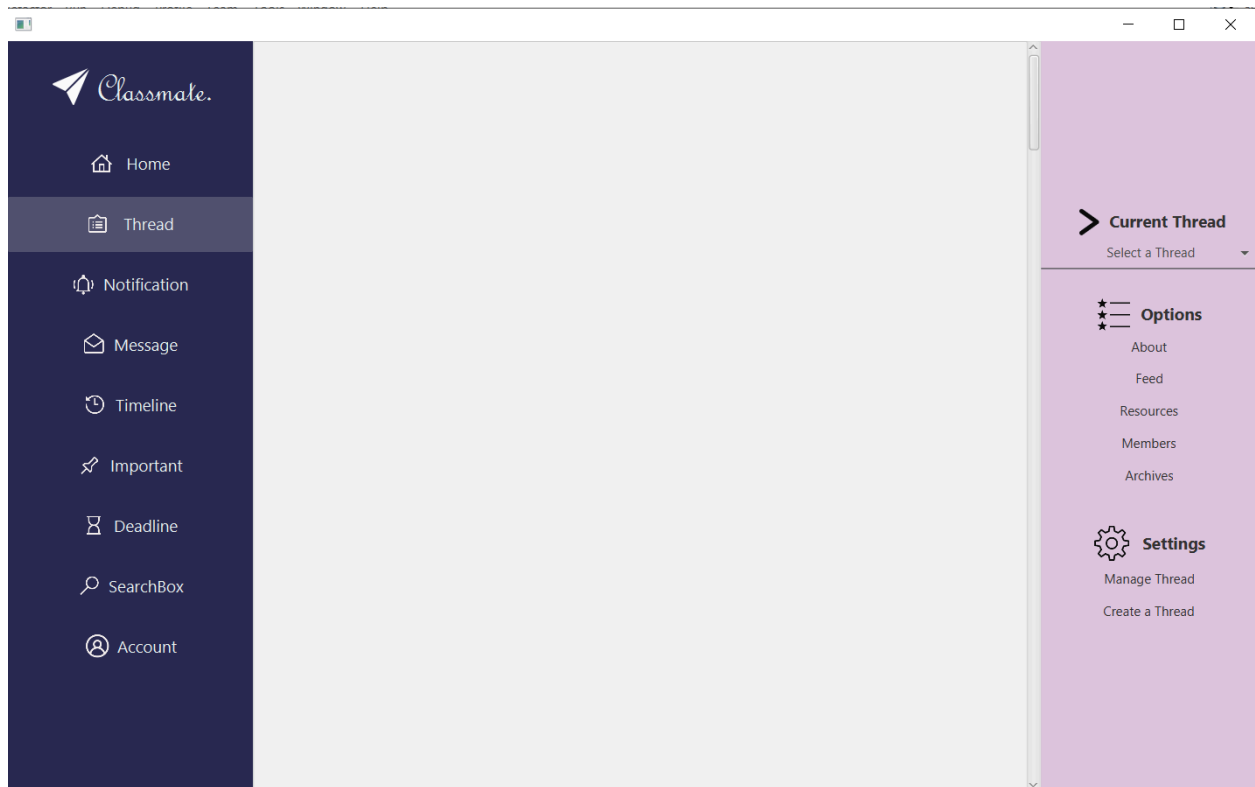 Classmate.
Home
Thread
Notification
Message
Timeline
Important
Deadline
SearchBox
Account
Current Thread
Select a Thread
Options
About
Feed
Resources
Members
Archives
Settings
Manage Thread
Create a Thread